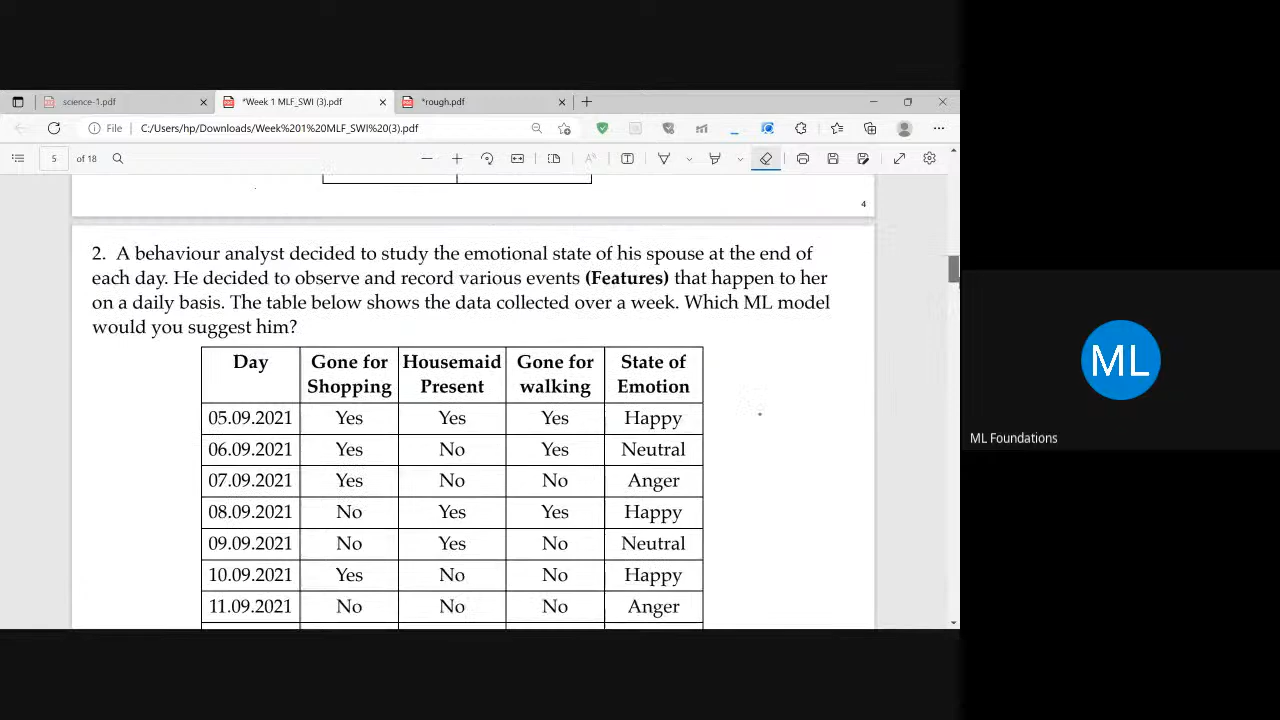 science-1.pdf
*Week 1 MLF_SWI (3).pdf
*rough.pdf
File
C:/Users/hp/Downloads/Week%201%20MLF_SWI%20(3).pdf
5 of 18
4
2. A behaviour analyst decided to study the emotional state of his spouse at the end of
each day. He decided to observe and record various events (Features) that happen to her
on a daily basis. The table below shows the data collected over a week. Which ML model
would you suggest him?
Day Gone for Shopping Housemaid Present Gone for walking State of Emotion
05.09.2021 Yes Yes Yes Happy
06.09.2021 Yes No Yes Neutral
07.09.2021 Yes No No Anger
08.09.2021 No Yes Yes Happy
09.09.2021 No Yes No Neutral
10.09.2021 Yes No No Happy
11.09.2021 No No No Anger
ML
ML Foundations